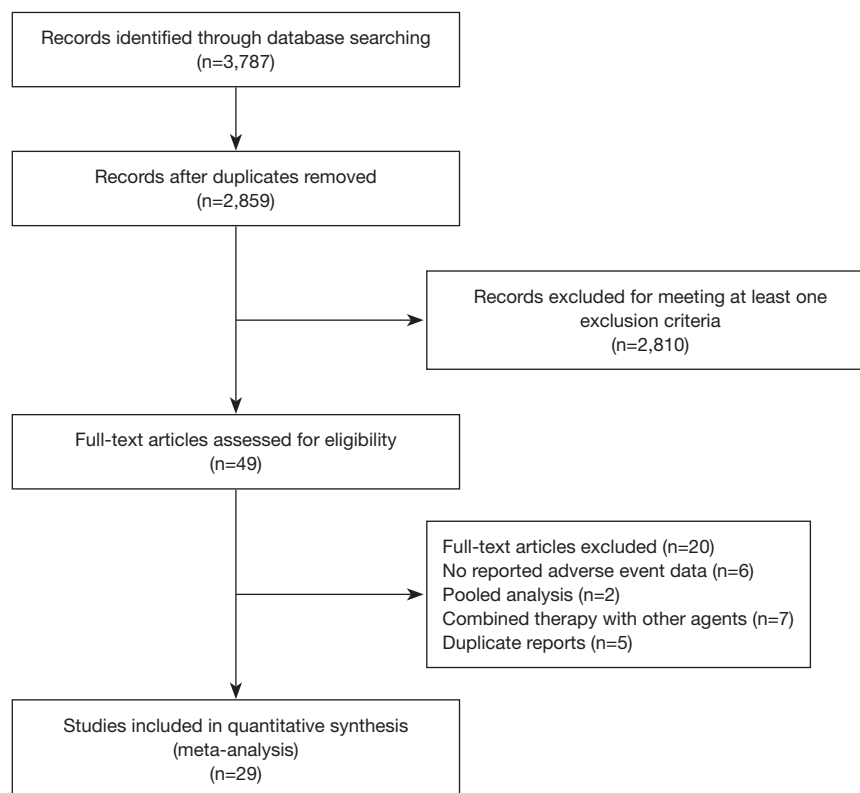 Records identified through database searching
(n=3,787)
Records after duplicates removed
(n=2,859)
Records excluded for meeting at least one
exclusion criteria
(n=2,810)
Full-text articles assessed for eligibility
(n=49)
Full-text articles excluded (n=20)
No reported adverse event data (n=6)
Pooled analysis (n=2)
Combined therapy with other agents (n=7)
Duplicate reports (n=5)
Studies included in quantitative synthesis
(meta-analysis)
(n=29)